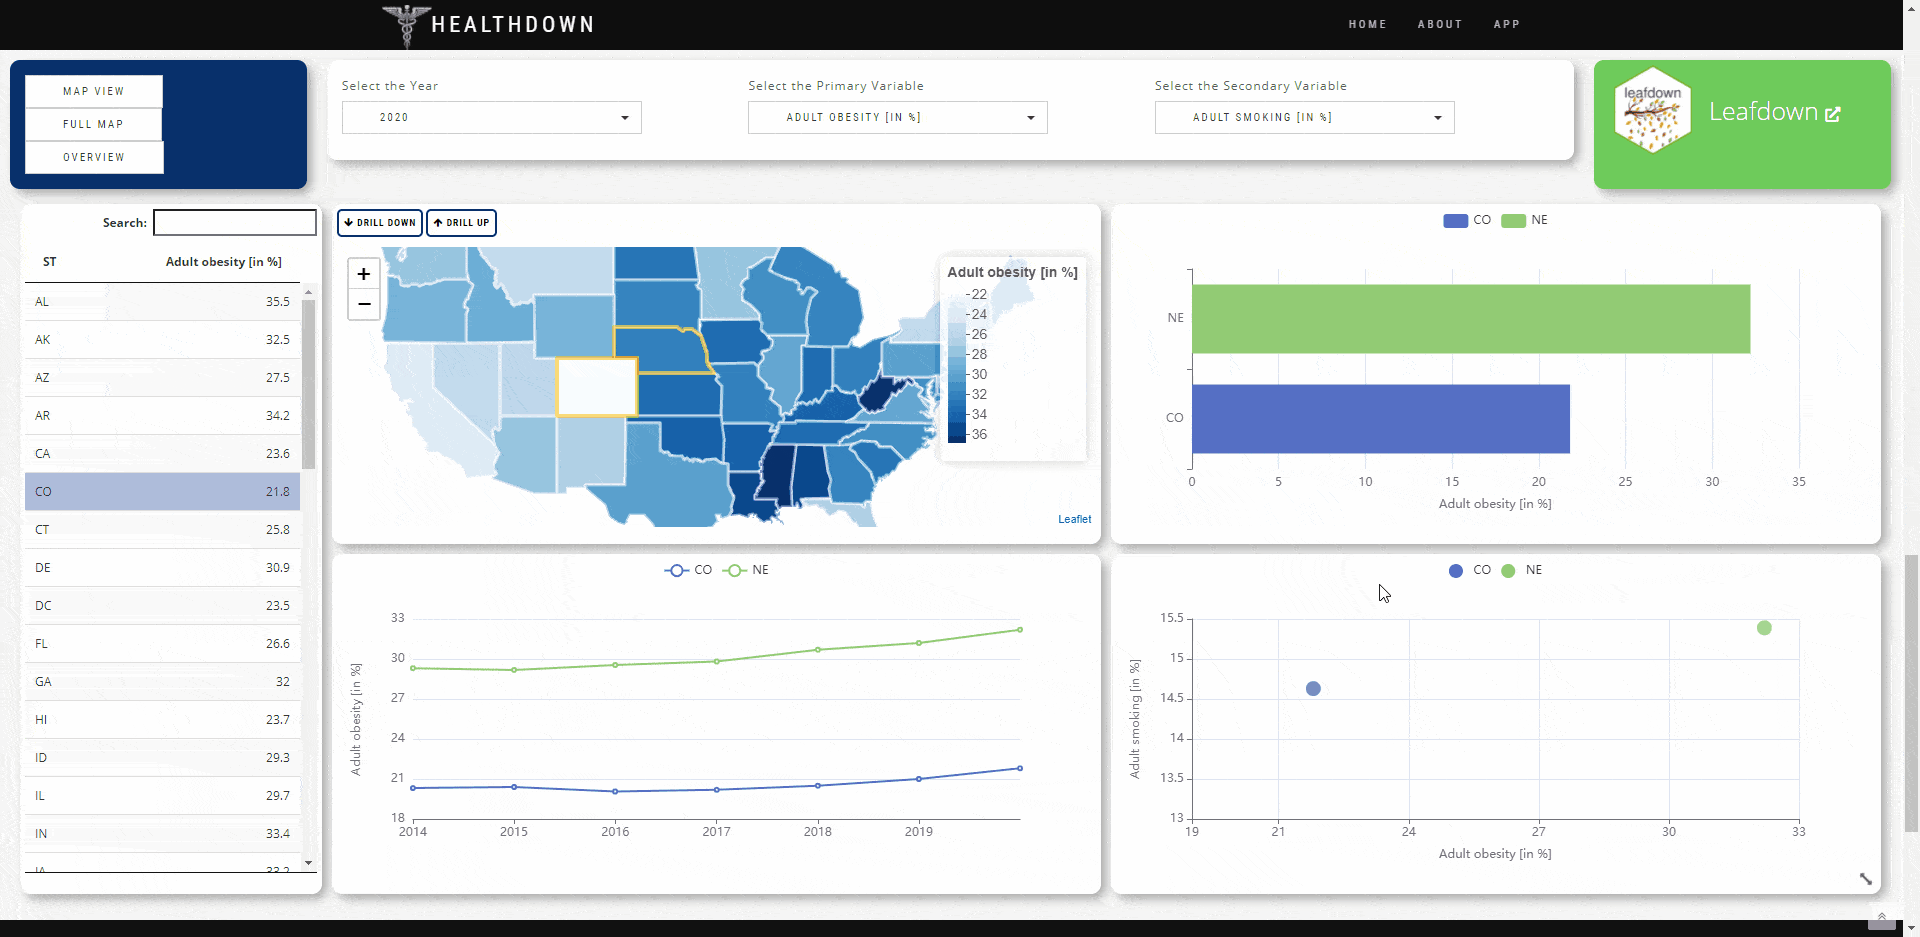 HEALTHDOWN
HOME ABOUT APP
MAP VIEW
FULL MAP
OVERVIEW
Select the Year
2020
Select the Primary Variable
ADULT OBESITY [IN %]
Select the Secondary Variable
ADULT SMOKING [IN %]
leafdown
Leafdown
Search:
ST Adult obesity [in %]
AL 35.5
AK 32.5
AZ 27.5
AR 34.2
CA 23.6
CO 21.8
CT 25.8
DE 30.9
DC 23.5
FL 26.6
GA 32
HI 23.7
ID 29.3
IL 29.7
IN 33.4
IA 33.2
DRILL DOWN DRILL UP
+
−
Adult obesity [in %]
22
24
26
28
30
32
34
36
Leaflet
CO NE
NE
CO
0 5 10 15 20 25 30 35
Adult obesity [in %]
CO NE
33
30
27
24
21
18
Adult obesity [in %]
2014 2015 2016 2017 2018 2019
CO NE
15.5
15
14.5
14
13.5
13
Adult smoking [in %]
19 21 24 27 30 33
Adult obesity [in %]